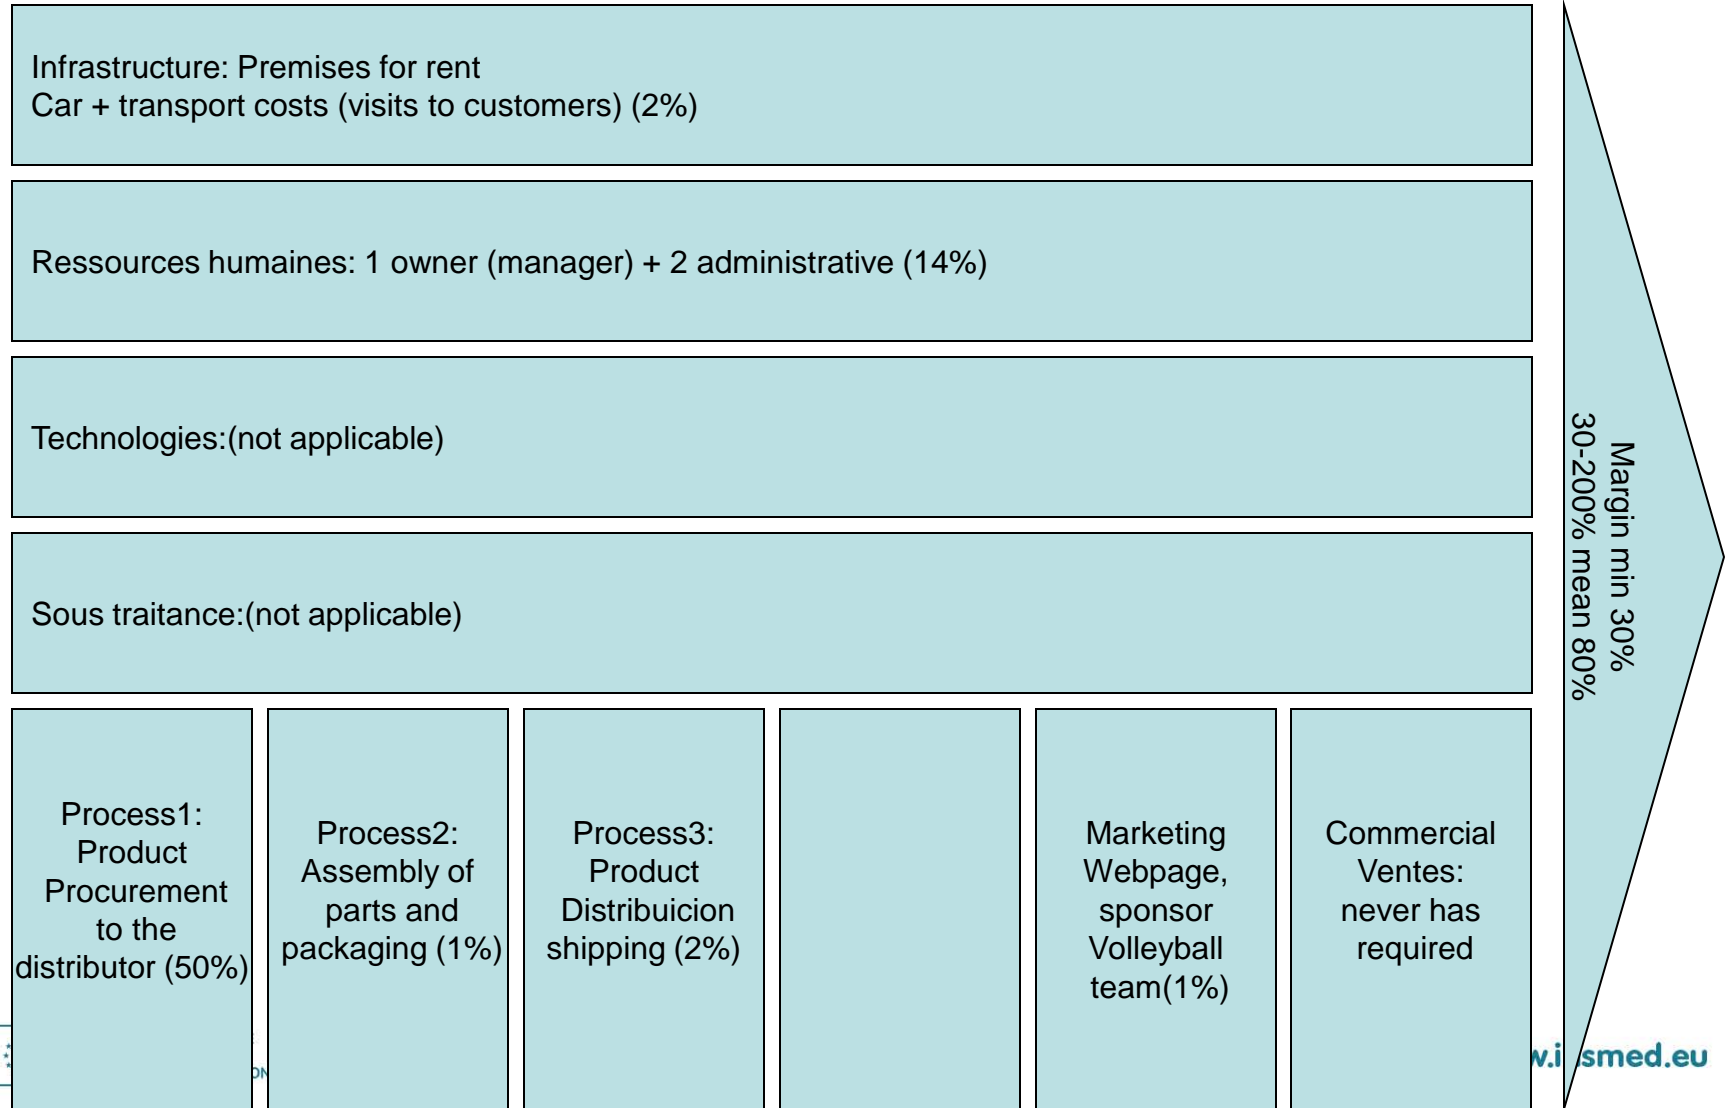 Infrastructure: Premises for rent
Car + transport costs (visits to customers) (2%)
Ressources humaines: 1 owner (manager) + 2 administrative (14%)
Technologies:(not applicable)
Sous traitance:(not applicable)
Margin min 30%
30-200% mean 80%
Process1:
Product
Procurement
to the
distributor (50%)
Process2:
Assembly of
parts and
packaging (1%)
Process3:
Product
Distribuicion
shipping (2%)
Marketing
Webpage,
sponsor
Volleyball
team(1%)
Commercial
Ventes:
never has
required
smed.eu